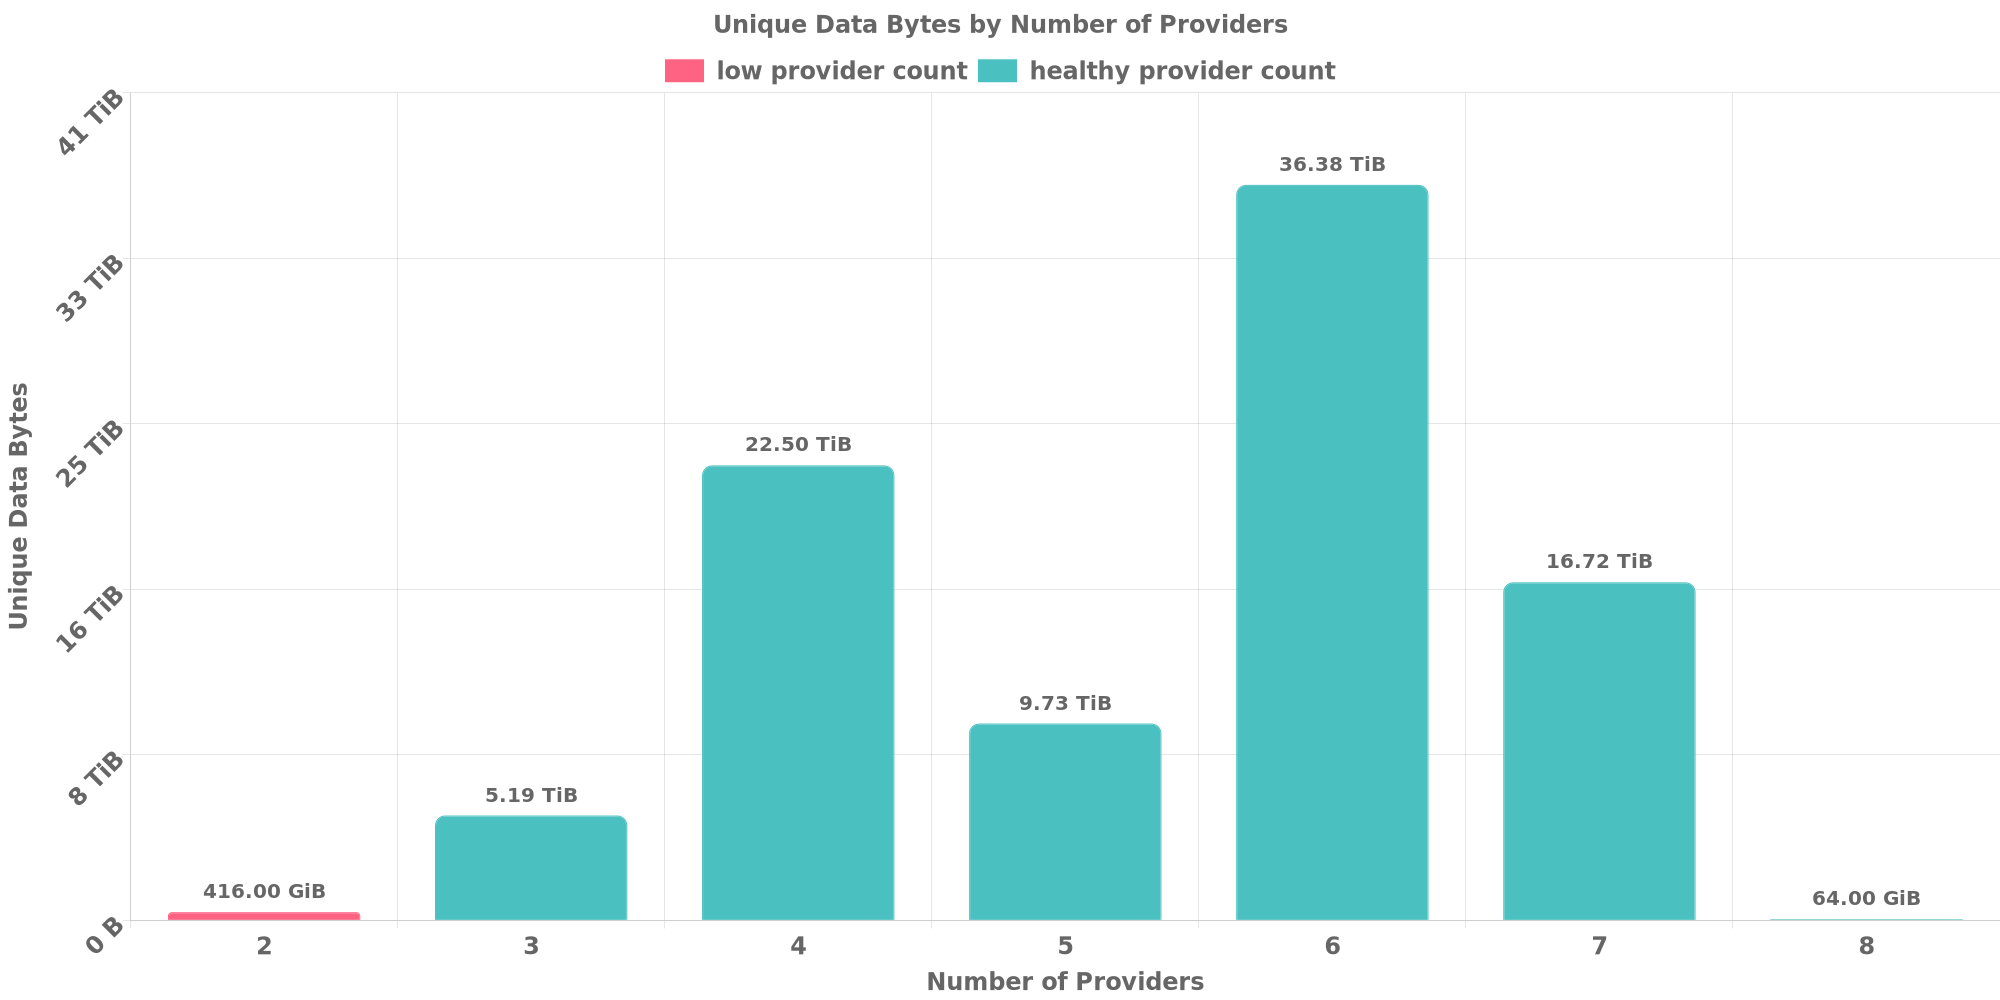 Unique Data Bytes by Number of Providers
low provider count healthy provider count
41 TiB
33 TiB
25 TiB
16 TiB
8 TiB
0 B
Unique Data Bytes
416.00 GiB
5.19 TiB
22.50 TiB
9.73 TiB
36.38 TiB
16.72 TiB
64.00 GiB
2 3 4 5 6 7 8
Number of Providers